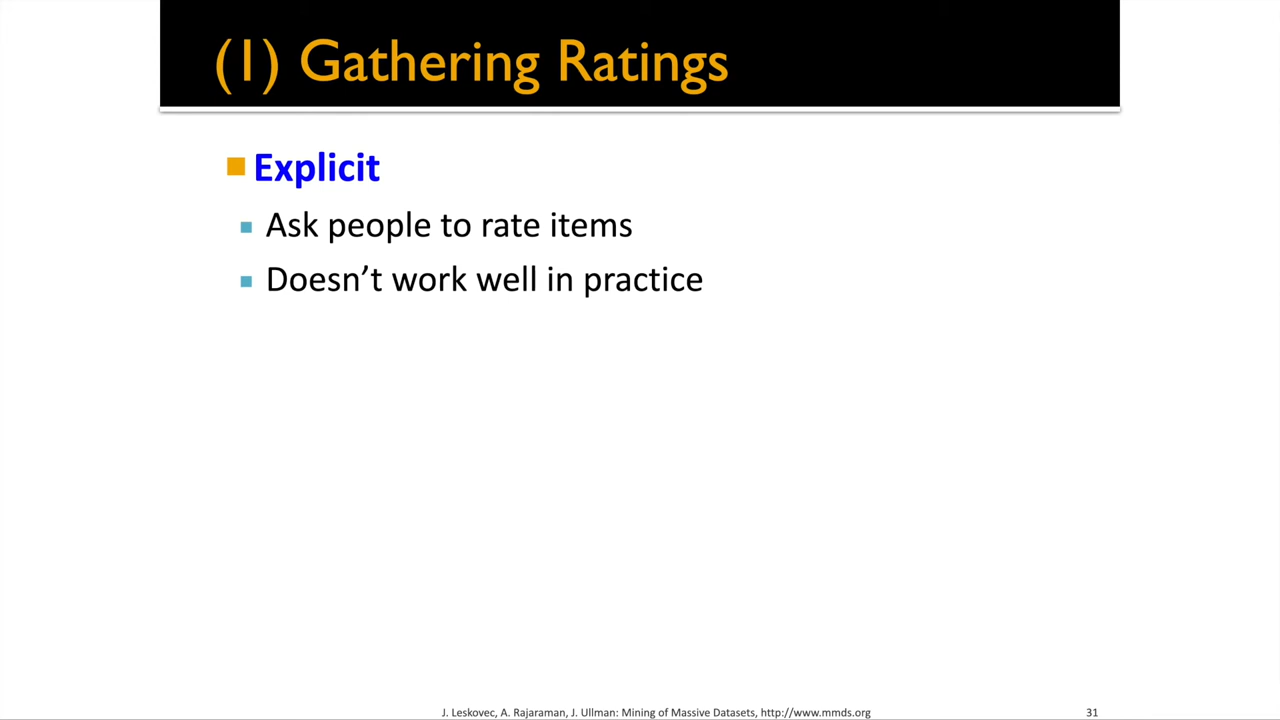 (1) Gathering Ratings
Explicit
Ask people to rate items
Doesn’t work well in practice
J. Leskovec, A. Rajaraman, J. Ullman: Mining of Massive Datasets, http://www.mmds.org
31